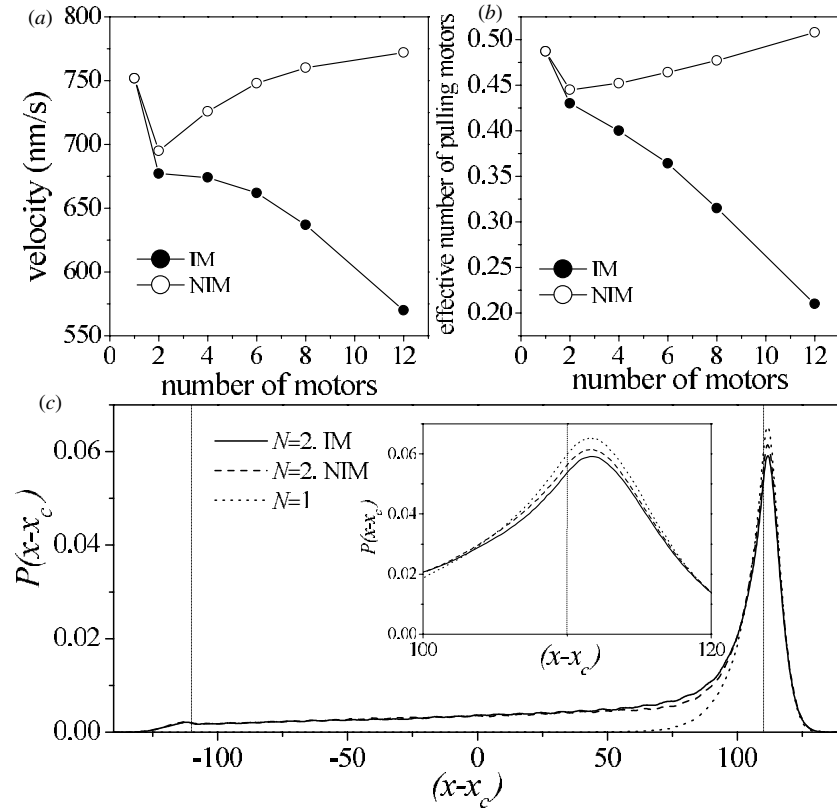 (a)
800
750
700
650
600
550
velocity (nm/s)
IM
NIM
0 2 4 6 8 10 12
number of motors
(b)
0.50
0.45
0.40
0.35
0.30
0.25
0.20
effective number of pulling motors
IM
NIM
0 2 4 6 8 10 12
number of motors
(c)
0.06
0.04
0.02
0.00
P(x-x_c)
N=2. IM
N=2. NIM
N=1
0.06
0.04
0.02
0.00
P(x-x_c)
100 120
(x-x_c)
-100 -50 0 50 100
(x-x_c)